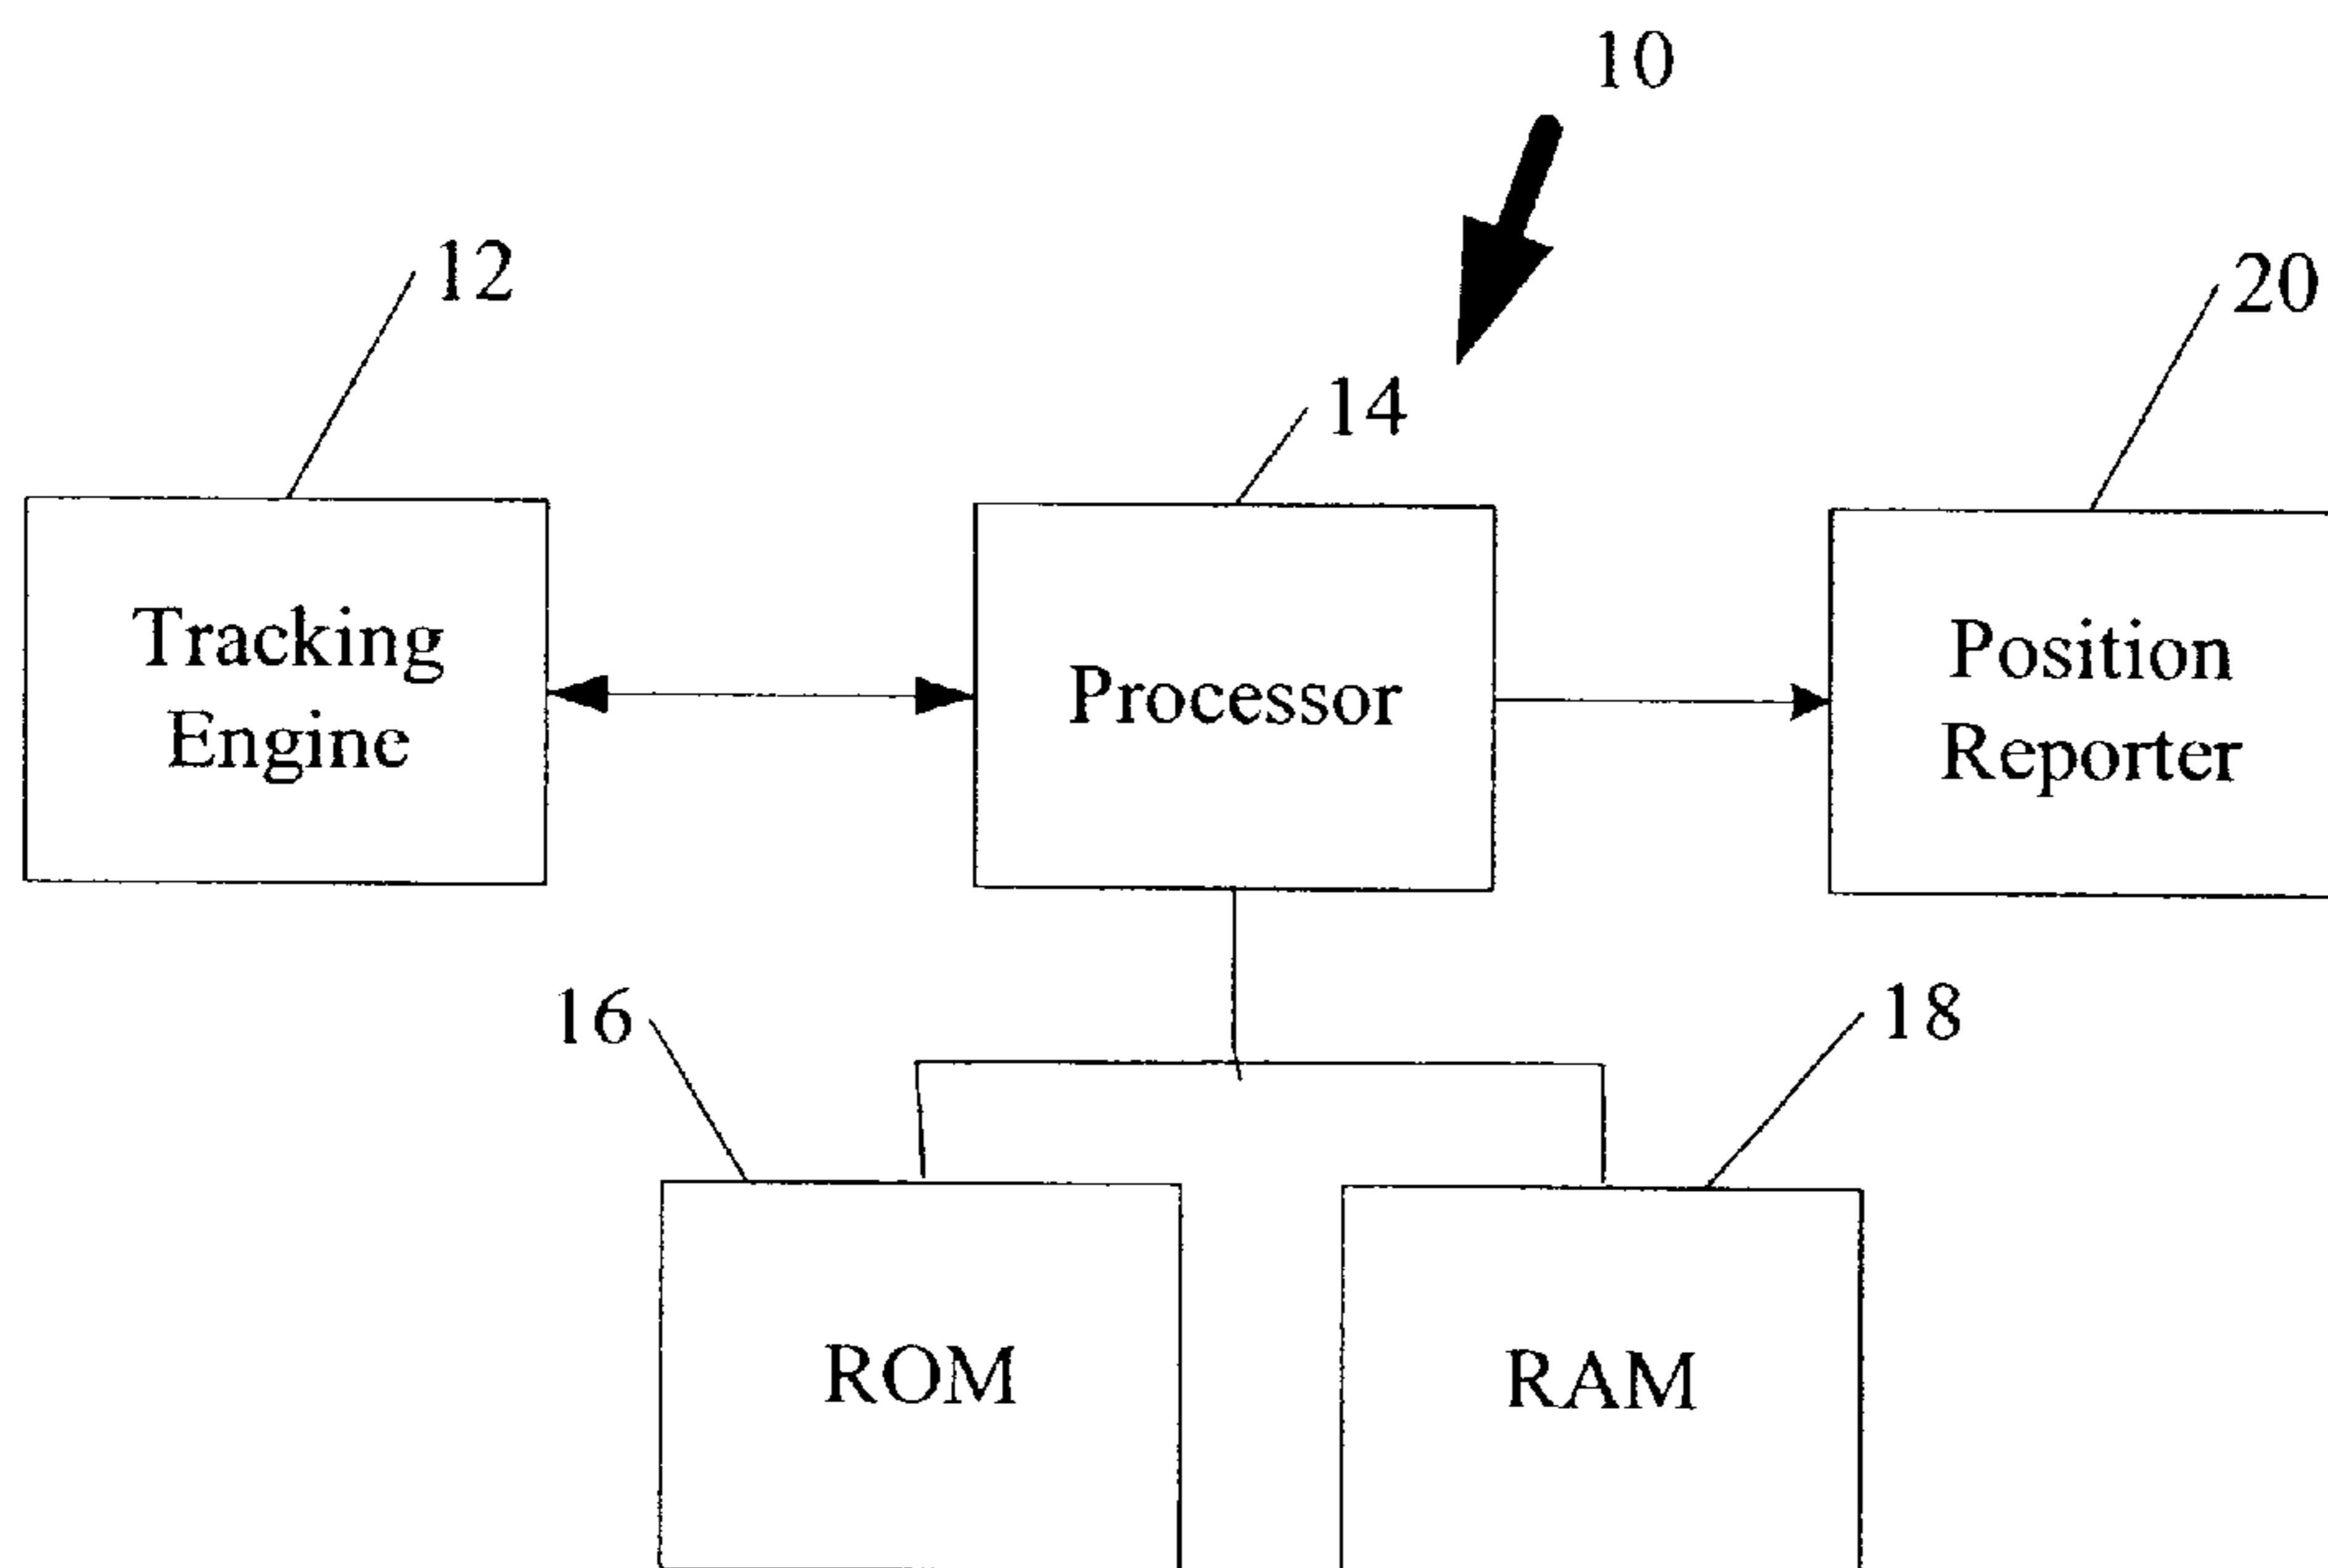 10
12
20
14
Tracking
Engine
Processor
Position
Reporter
16
18
ROM
RAM